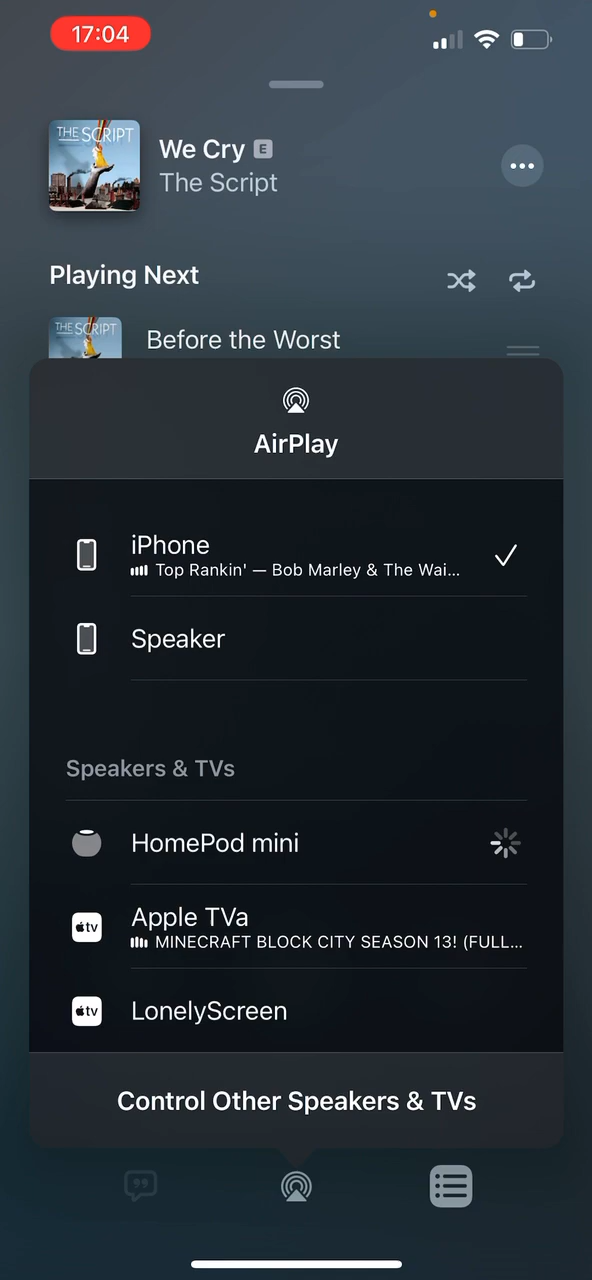 17:04
THE SCRIPT
We Cry E
The Script
Playing Next
THE SCRIPT
Before the Worst
AirPlay
iPhone
Top Rankin' — Bob Marley & The Wai...
Speaker
Speakers & TVs
HomePod mini
Apple TVa
tv
MINECRAFT BLOCK CITY SEASON 13! (FULL...
tv
LonelyScreen
Control Other Speakers & TVs